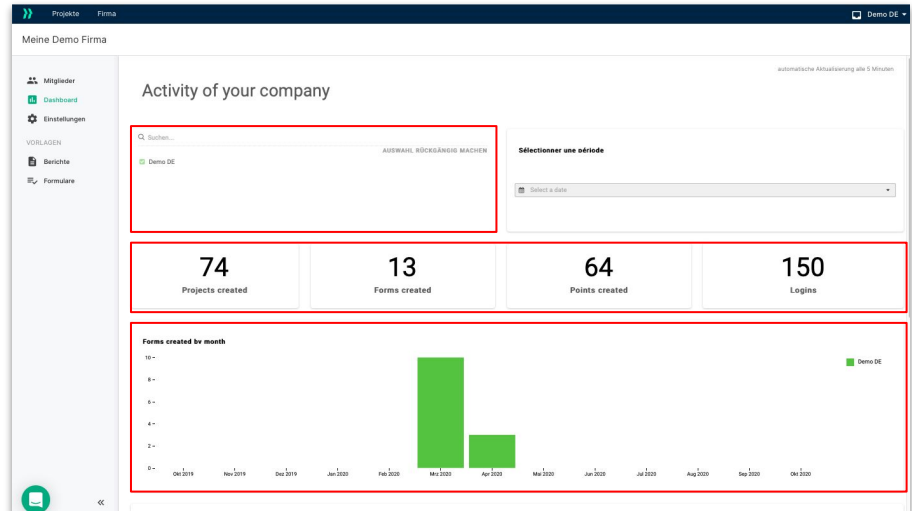 Projekte Firma Demo DE
Meine Demo Firma
automatische Aktualisierung alle 5 Minuten
Mitglieder
Dashboard
Einstellungen
VORLAGEN
Berichte
Formulare
Activity of your company
Suchen...
AUSWAHL RÜCKGÄNGIG MACHEN
Demo DE
Sélectionner une période
Select a date
74 13 64 150
Projects created Forms created Points created Logins
Forms created by month
Demo DE
10
8
6
4
2
0
Okt 2019 Nov 2019 Dez 2019 Jan 2020 Feb 2020 Mrz 2020 Apr 2020 Mai 2020 Jun 2020 Jul 2020 Aug 2020 Sep 2020 Okt 2020
«